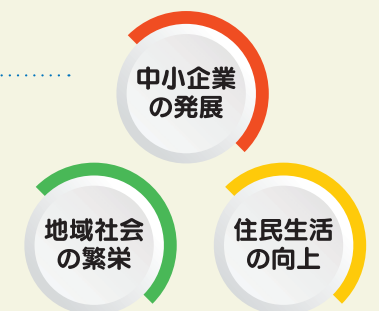 中小企業
の発展
地域社会
の繁栄
住民生活
の向上